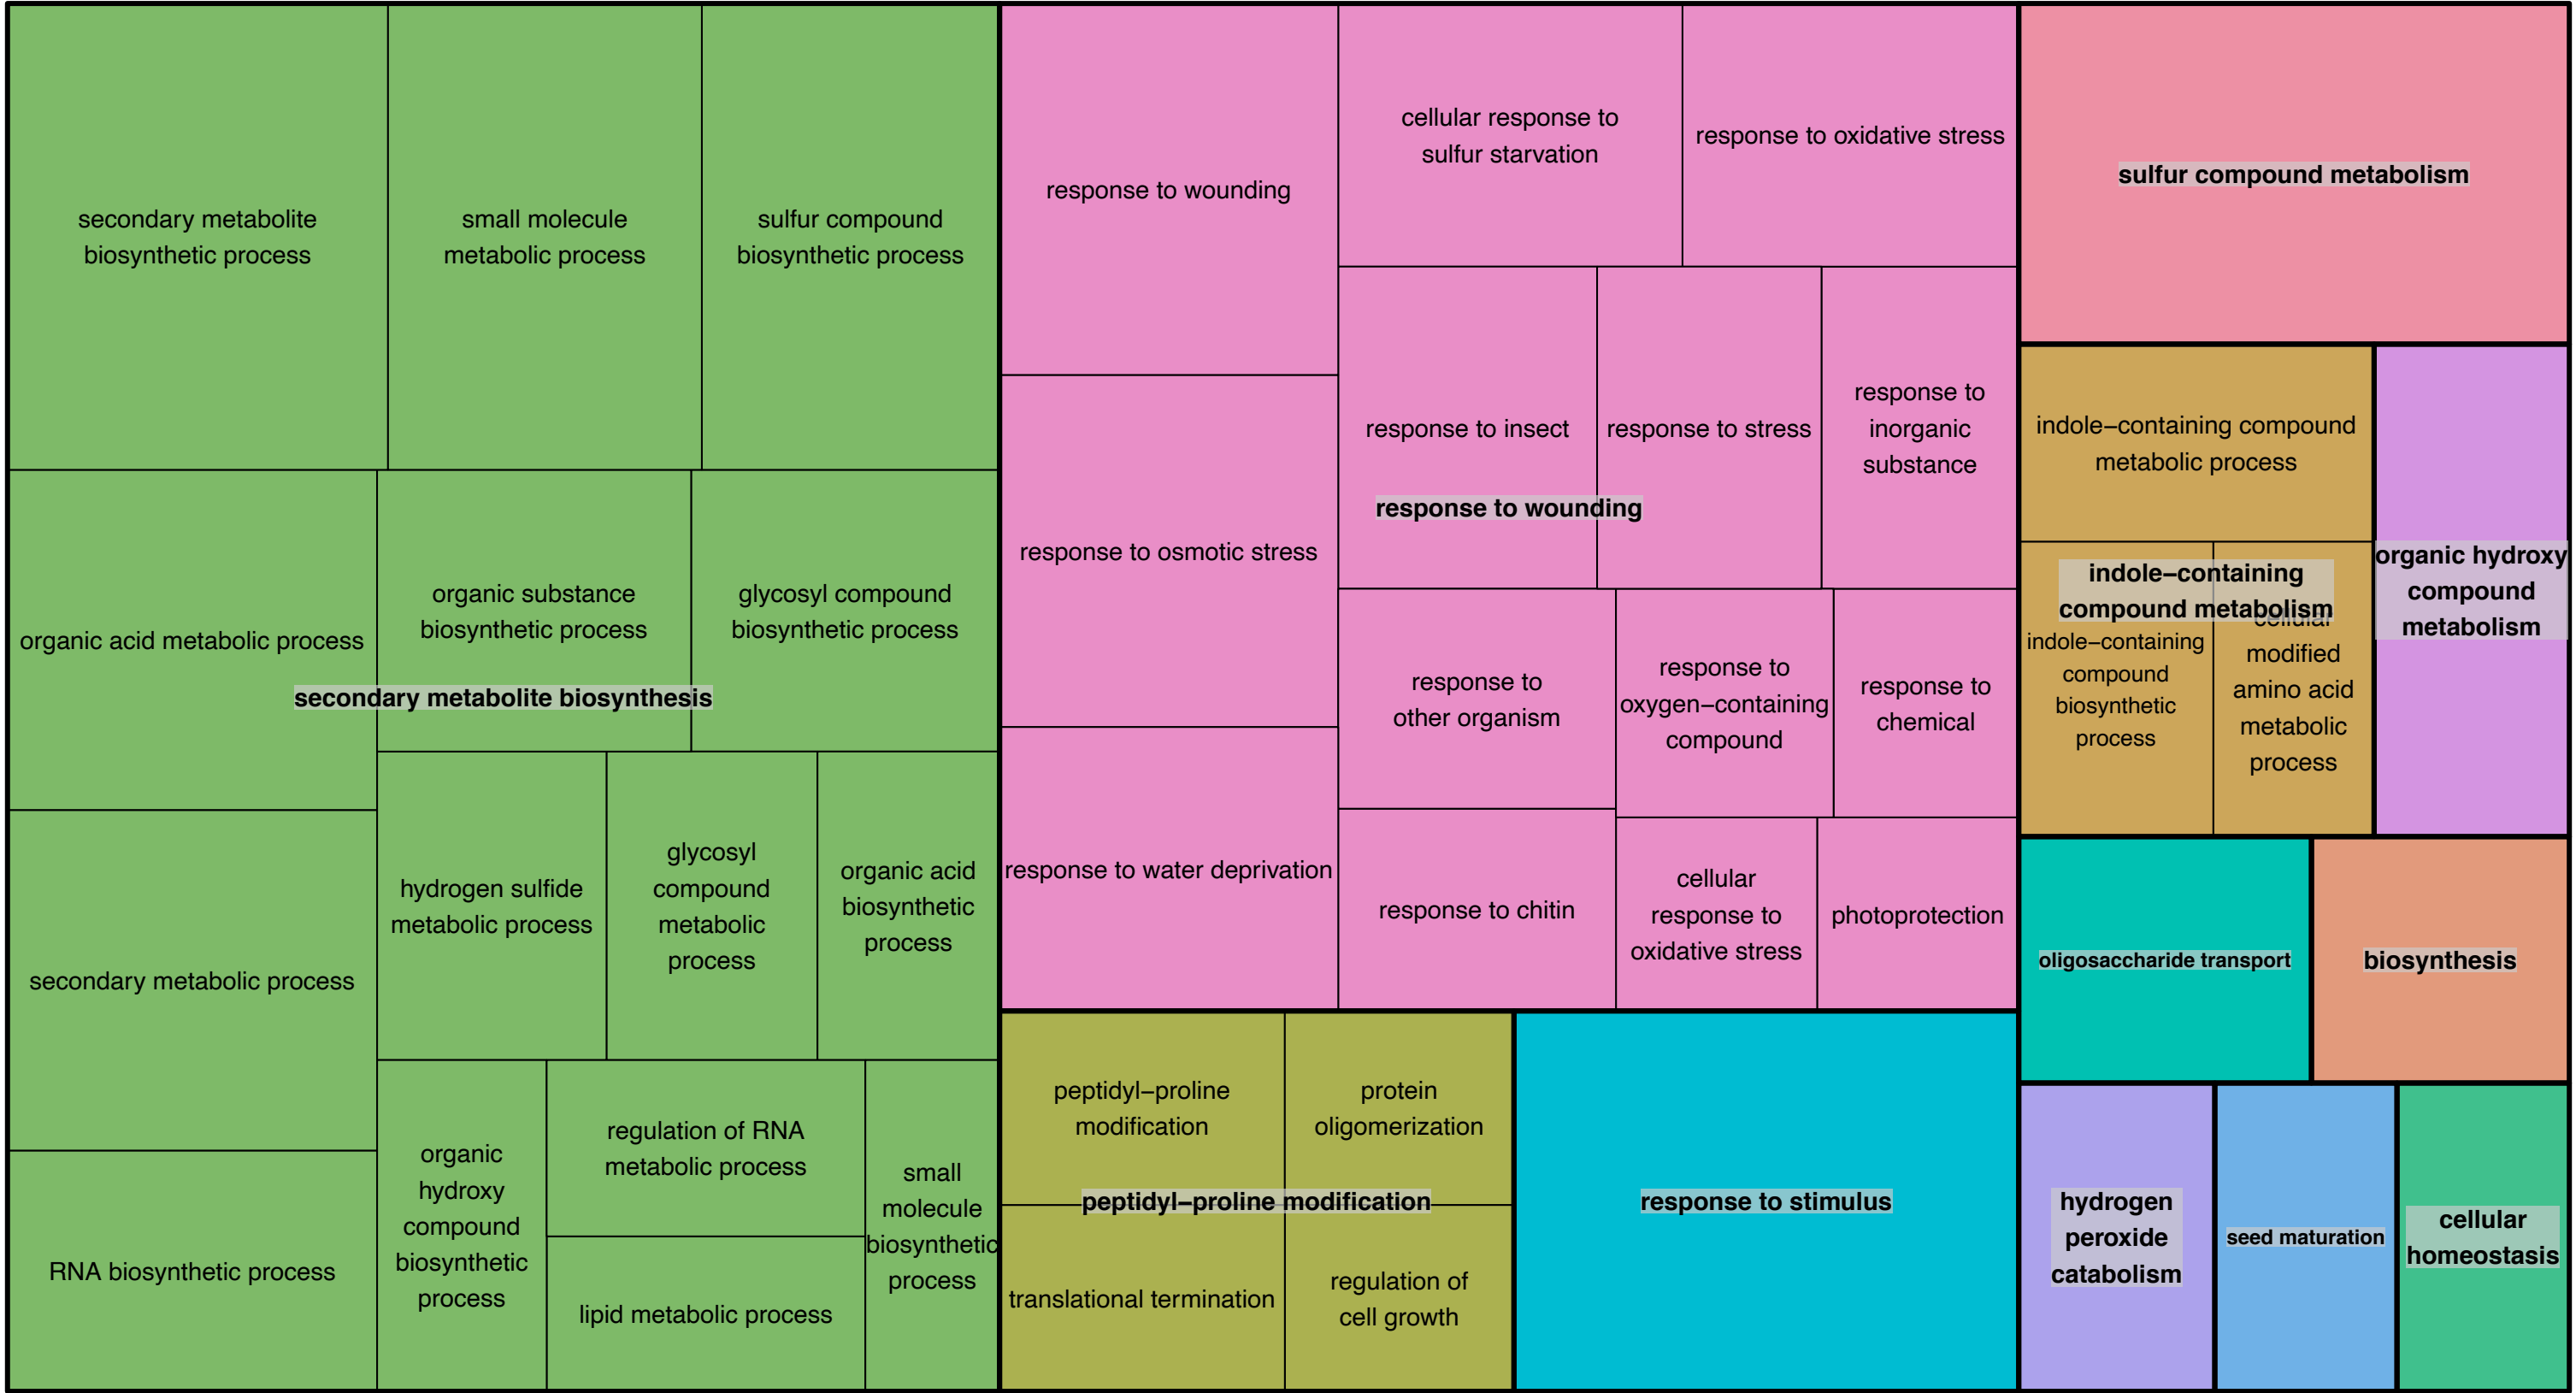 secondary metabolite
biosynthetic process
small molecule
metabolic process
sulfur compound
biosynthetic process
organic acid metabolic process
organic substance
biosynthetic process
glycosyl compound
biosynthetic process
secondary metabolite biosynthesis
secondary metabolic process
hydrogen sulfide
metabolic process
glycosyl
compound
metabolic
process
organic acid
biosynthetic
process
RNA biosynthetic process
organic
hydroxy
compound
biosynthetic
process
regulation of RNA
metabolic process
lipid metabolic process
small
molecule
biosynthetic
process
response to wounding
cellular response to
sulfur starvation
response to oxidative stress
response to osmotic stress
response to insect
response to stress
response to
inorganic
substance
response to wounding
response to water deprivation
response to
other organism
response to
oxygen−containing
compound
response to
chemical
response to chitin
cellular
response to
oxidative stress
photoprotection
peptidyl−proline
modification
protein
oligomerization
peptidyl−proline modification
translational termination
regulation of
cell growth
response to stimulus
sulfur compound metabolism
indole−containing compound
metabolic process
indole−containing
compound metabolism
indole−containing
compound
biosynthetic
process
cellular
modified
amino acid
metabolic
process
organic hydroxy
compound
metabolism
oligosaccharide transport
biosynthesis
hydrogen
peroxide
catabolism
seed maturation
cellular
homeostasis